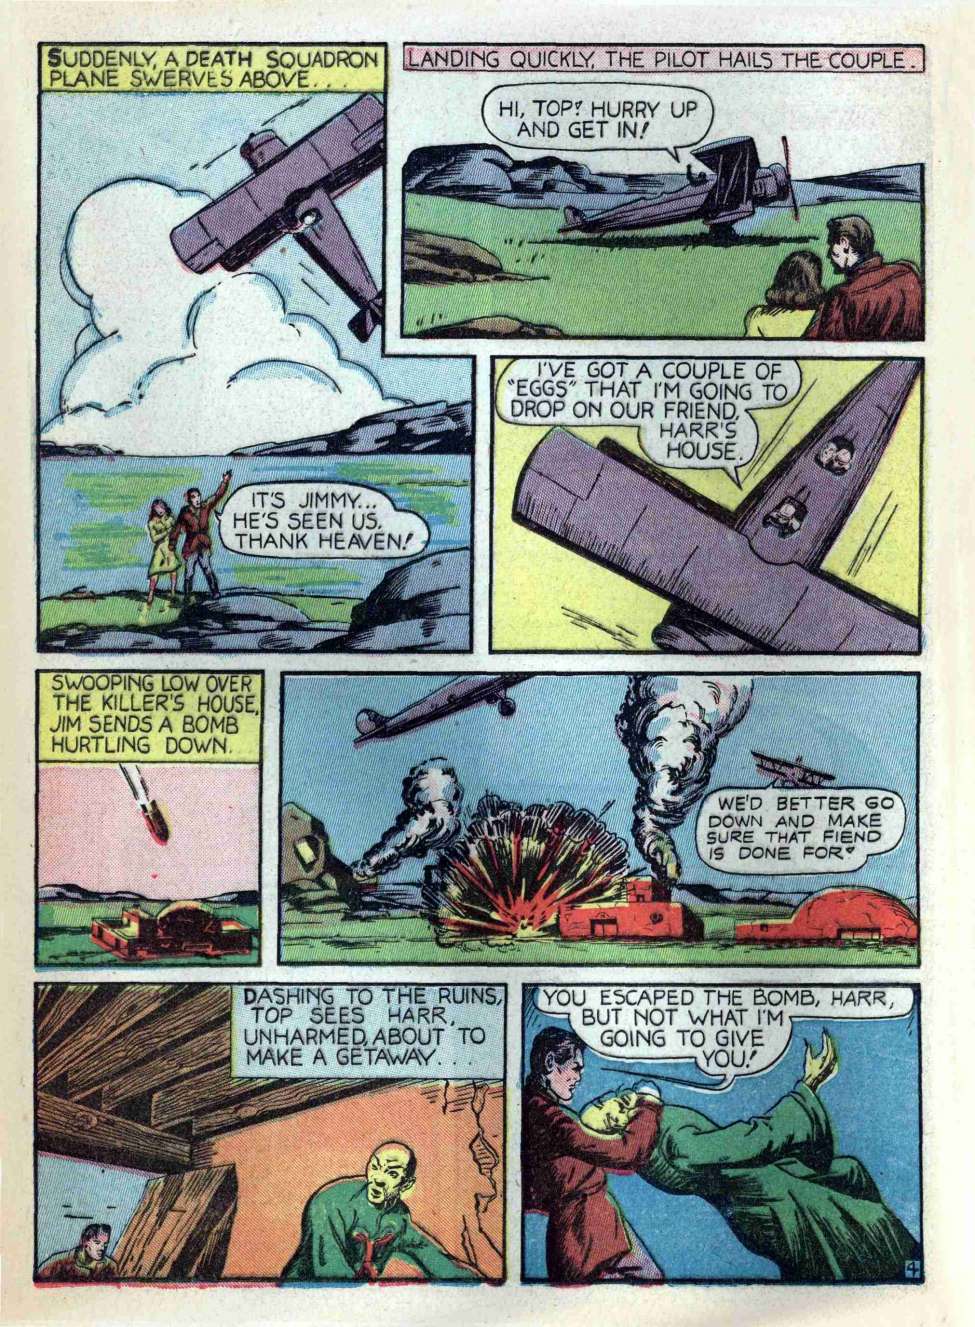 SUDDENLY, A DEATH SQUADRON
PLANE SWERVES ABOVE...
IT'S JIMMY...
HE'S SEEN US,
THANK HEAVEN!
LANDING QUICKLY, THE PILOT HAILS THE COUPLE.
HI, TOP! HURRY UP
AND GET IN!
I'VE GOT A COUPLE OF
"EGGS" THAT I'M GOING TO
DROP ON OUR FRIEND,
HARR'S
HOUSE.
SWOOPING LOW OVER
THE KILLER'S HOUSE,
JIM SENDS A BOMB
HURTLING DOWN.
WE'D BETTER GO
DOWN AND MAKE
SURE THAT FIEND
IS DONE FOR!
DASHING TO THE RUINS,
TOP SEES HARR,
UNHARMED, ABOUT TO
MAKE A GETAWAY...
YOU ESCAPED THE BOMB, HARR,
BUT NOT WHAT I'M
GOING TO GIVE
YOU!
4